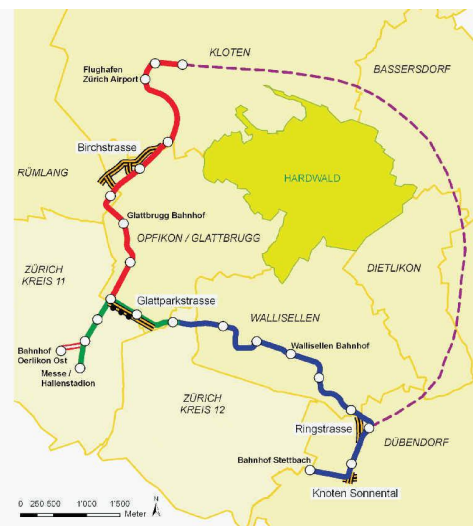 KLOTEN
Flughafen
Zürich Airport
BASSERSDORF
Birchstrasse
RÜMLANG
HARDWALD
Glattbrugg Bahnhof
OPFIKON / GLATTBRUGG
ZÜRICH
KREIS 11
DIETLIKON
Glattparkstrasse
WALLISELLEN
Bahnhof
Oerlikon Ost
Wallisellen Bahnhof
Messe /
Hallenstadion
ZÜRICH
KREIS 12
Ringstrasse
DÜBENDORF
Bahnhof Stettbach
Knoten Sonnental
0 250 500 1'000 1'500
Meter
N